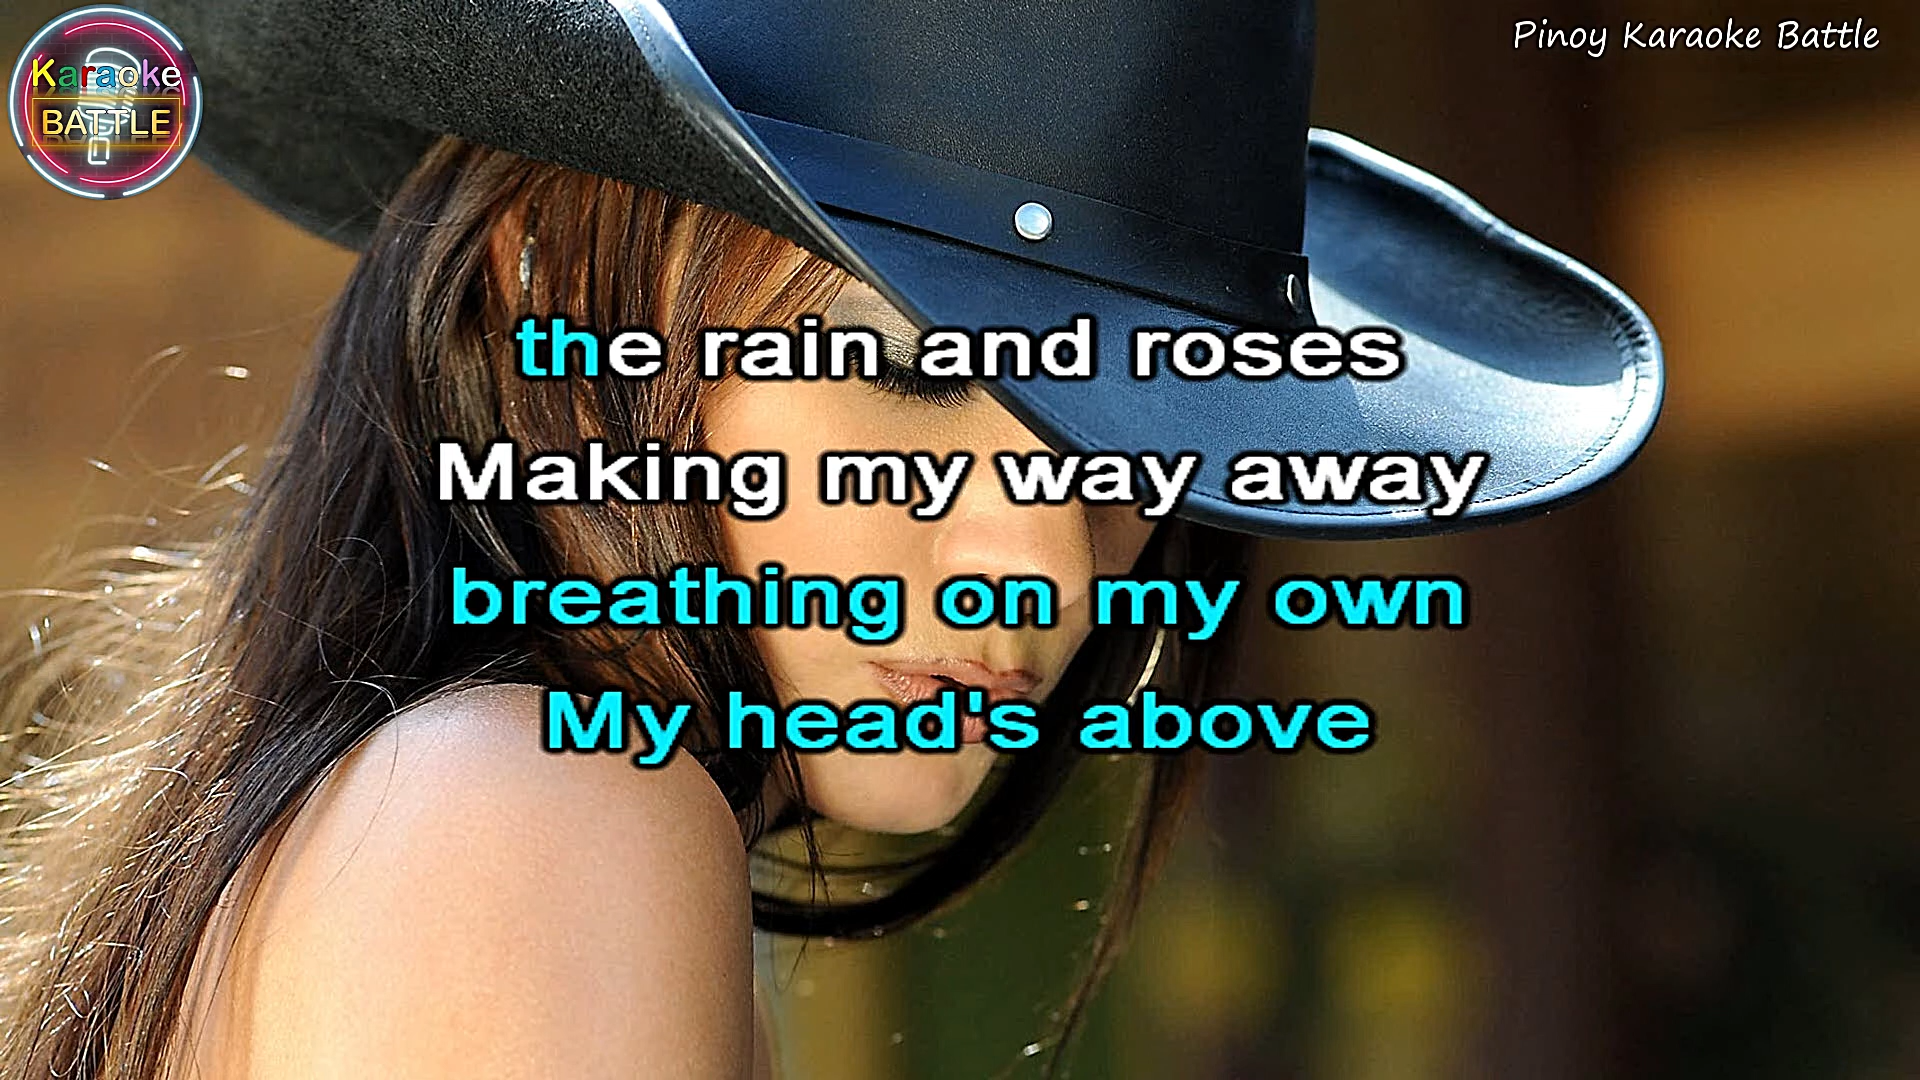 Pinoy Karaoke Battle
Karaoke
BATTLE
the rain and roses
Making my way away
breathing on my own
My head's above